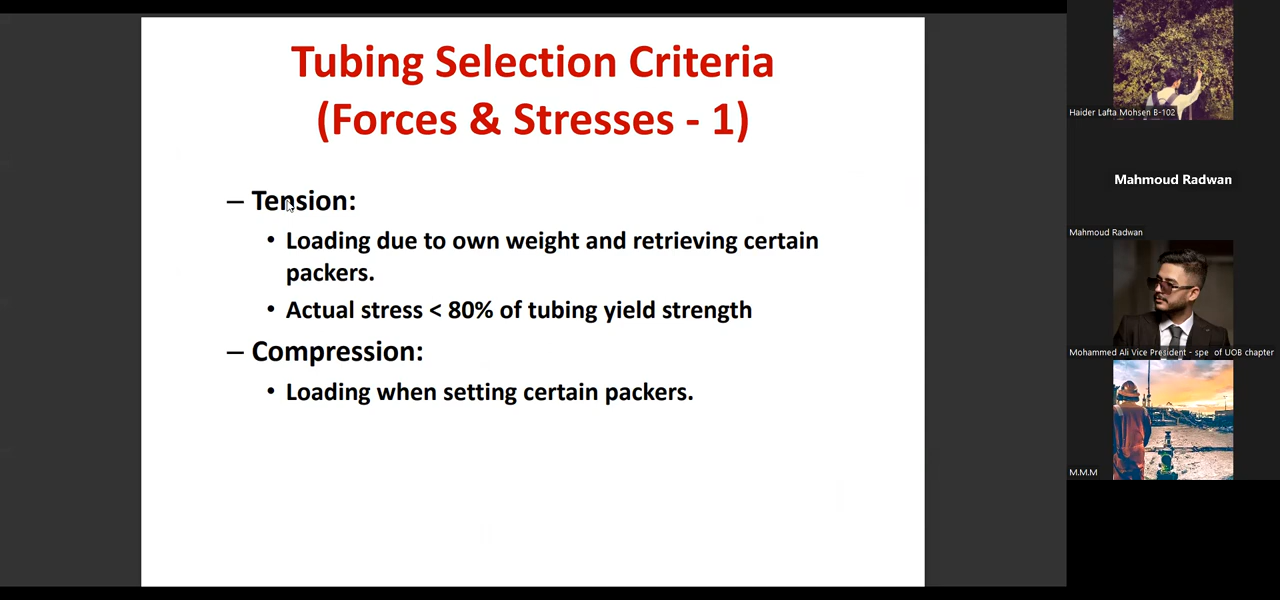 Tubing Selection Criteria
(Forces & Stresses - 1)
– Tension:
• Loading due to own weight and retrieving certain
packers.
• Actual stress < 80% of tubing yield strength
– Compression:
• Loading when setting certain packers.
Haider Lafta Mohsen B-102
Mahmoud Radwan
Mahmoud Radwan
Mohammed Ali Vice President - spe of UOB chapter
M.M.M